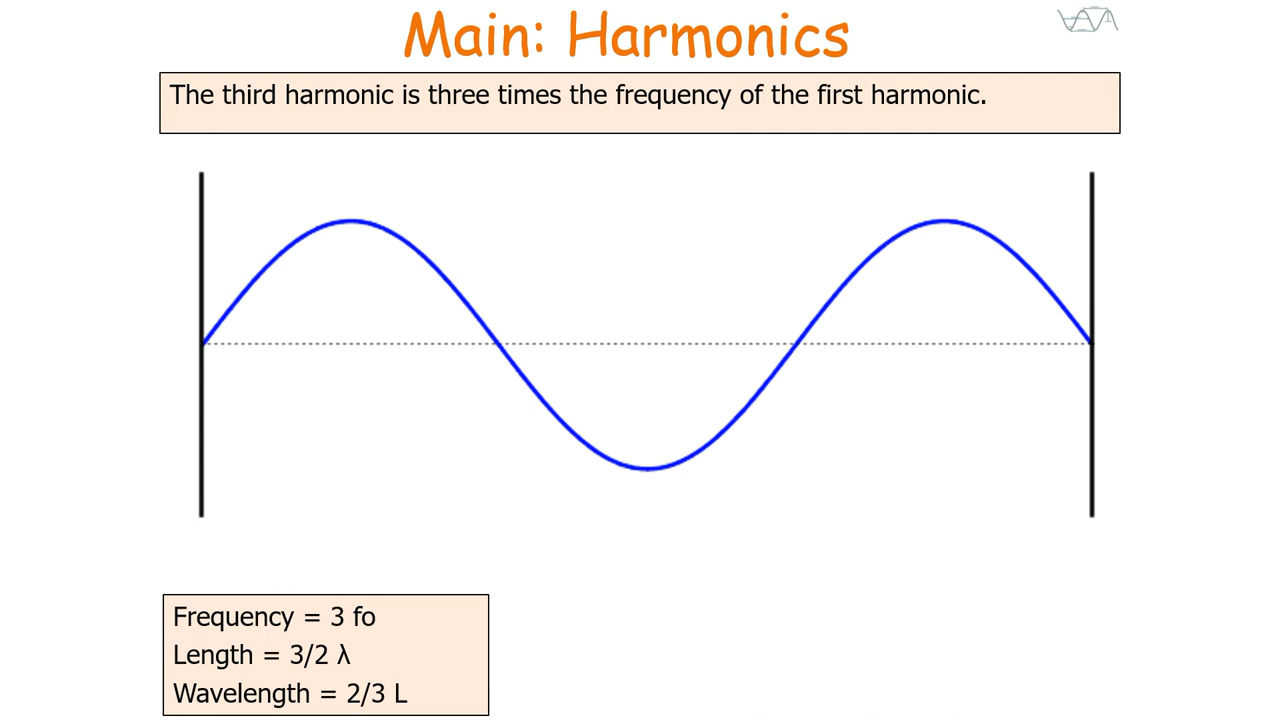 Main: Harmonics
The third harmonic is three times the frequency of the first harmonic.
Frequency = 3 fo
Length = 3/2 λ
Wavelength = 2/3 L